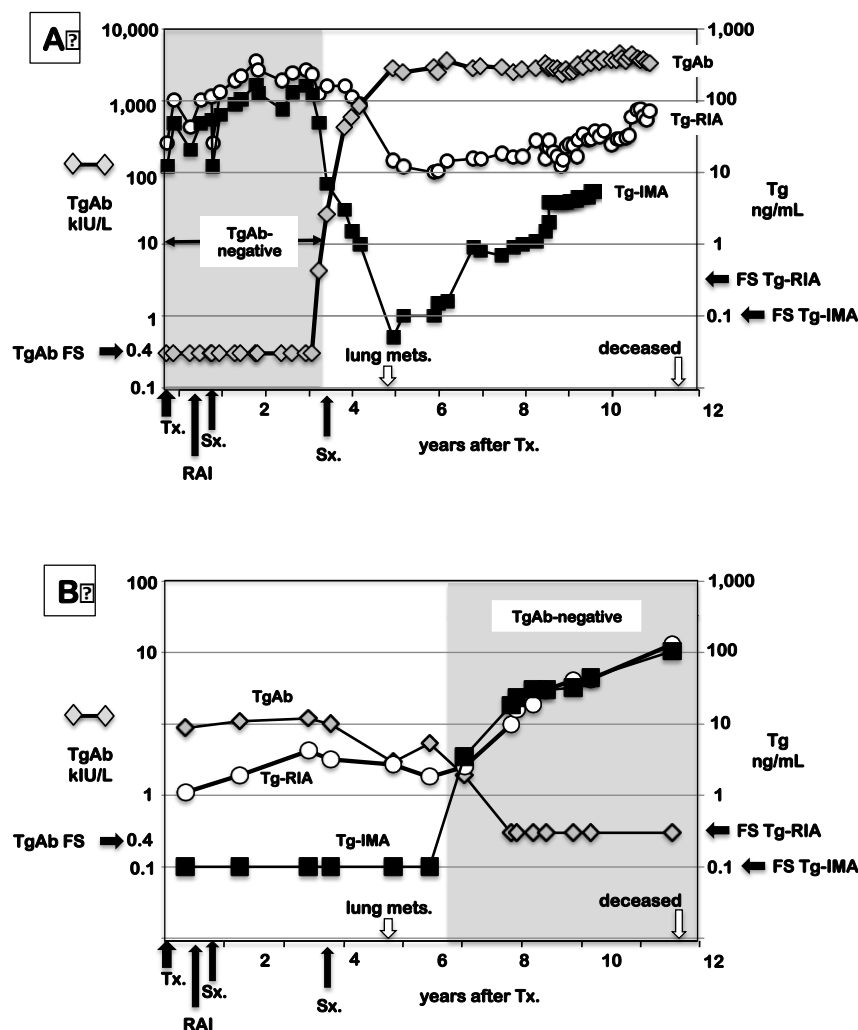 A
10,000
1,000
100
10
1
0.4
0.1
TgAb
kIU/L
TgAb FS
TgAb-
negative
TgAb
Tg-RIA
Tg-IMA
1,000
100
10
1
0.1
Tg
ng/mL
FS Tg-RIA
FS Tg-IMA
lung mets.
deceased
2 4 6 8 10 12
Tx.
Sx.
RAI
Sx.
years after Tx.
B
100
10
1
0.4
0.1
TgAb
kIU/L
TgAb FS
TgAb-negative
TgAb
Tg-RIA
Tg-IMA
1,000
100
10
1
0.1
Tg
ng/mL
FS Tg-RIA
FS Tg-IMA
lung mets.
deceased
2 4 6 8 10 12
Tx.
Sx.
RAI
Sx.
years after Tx.